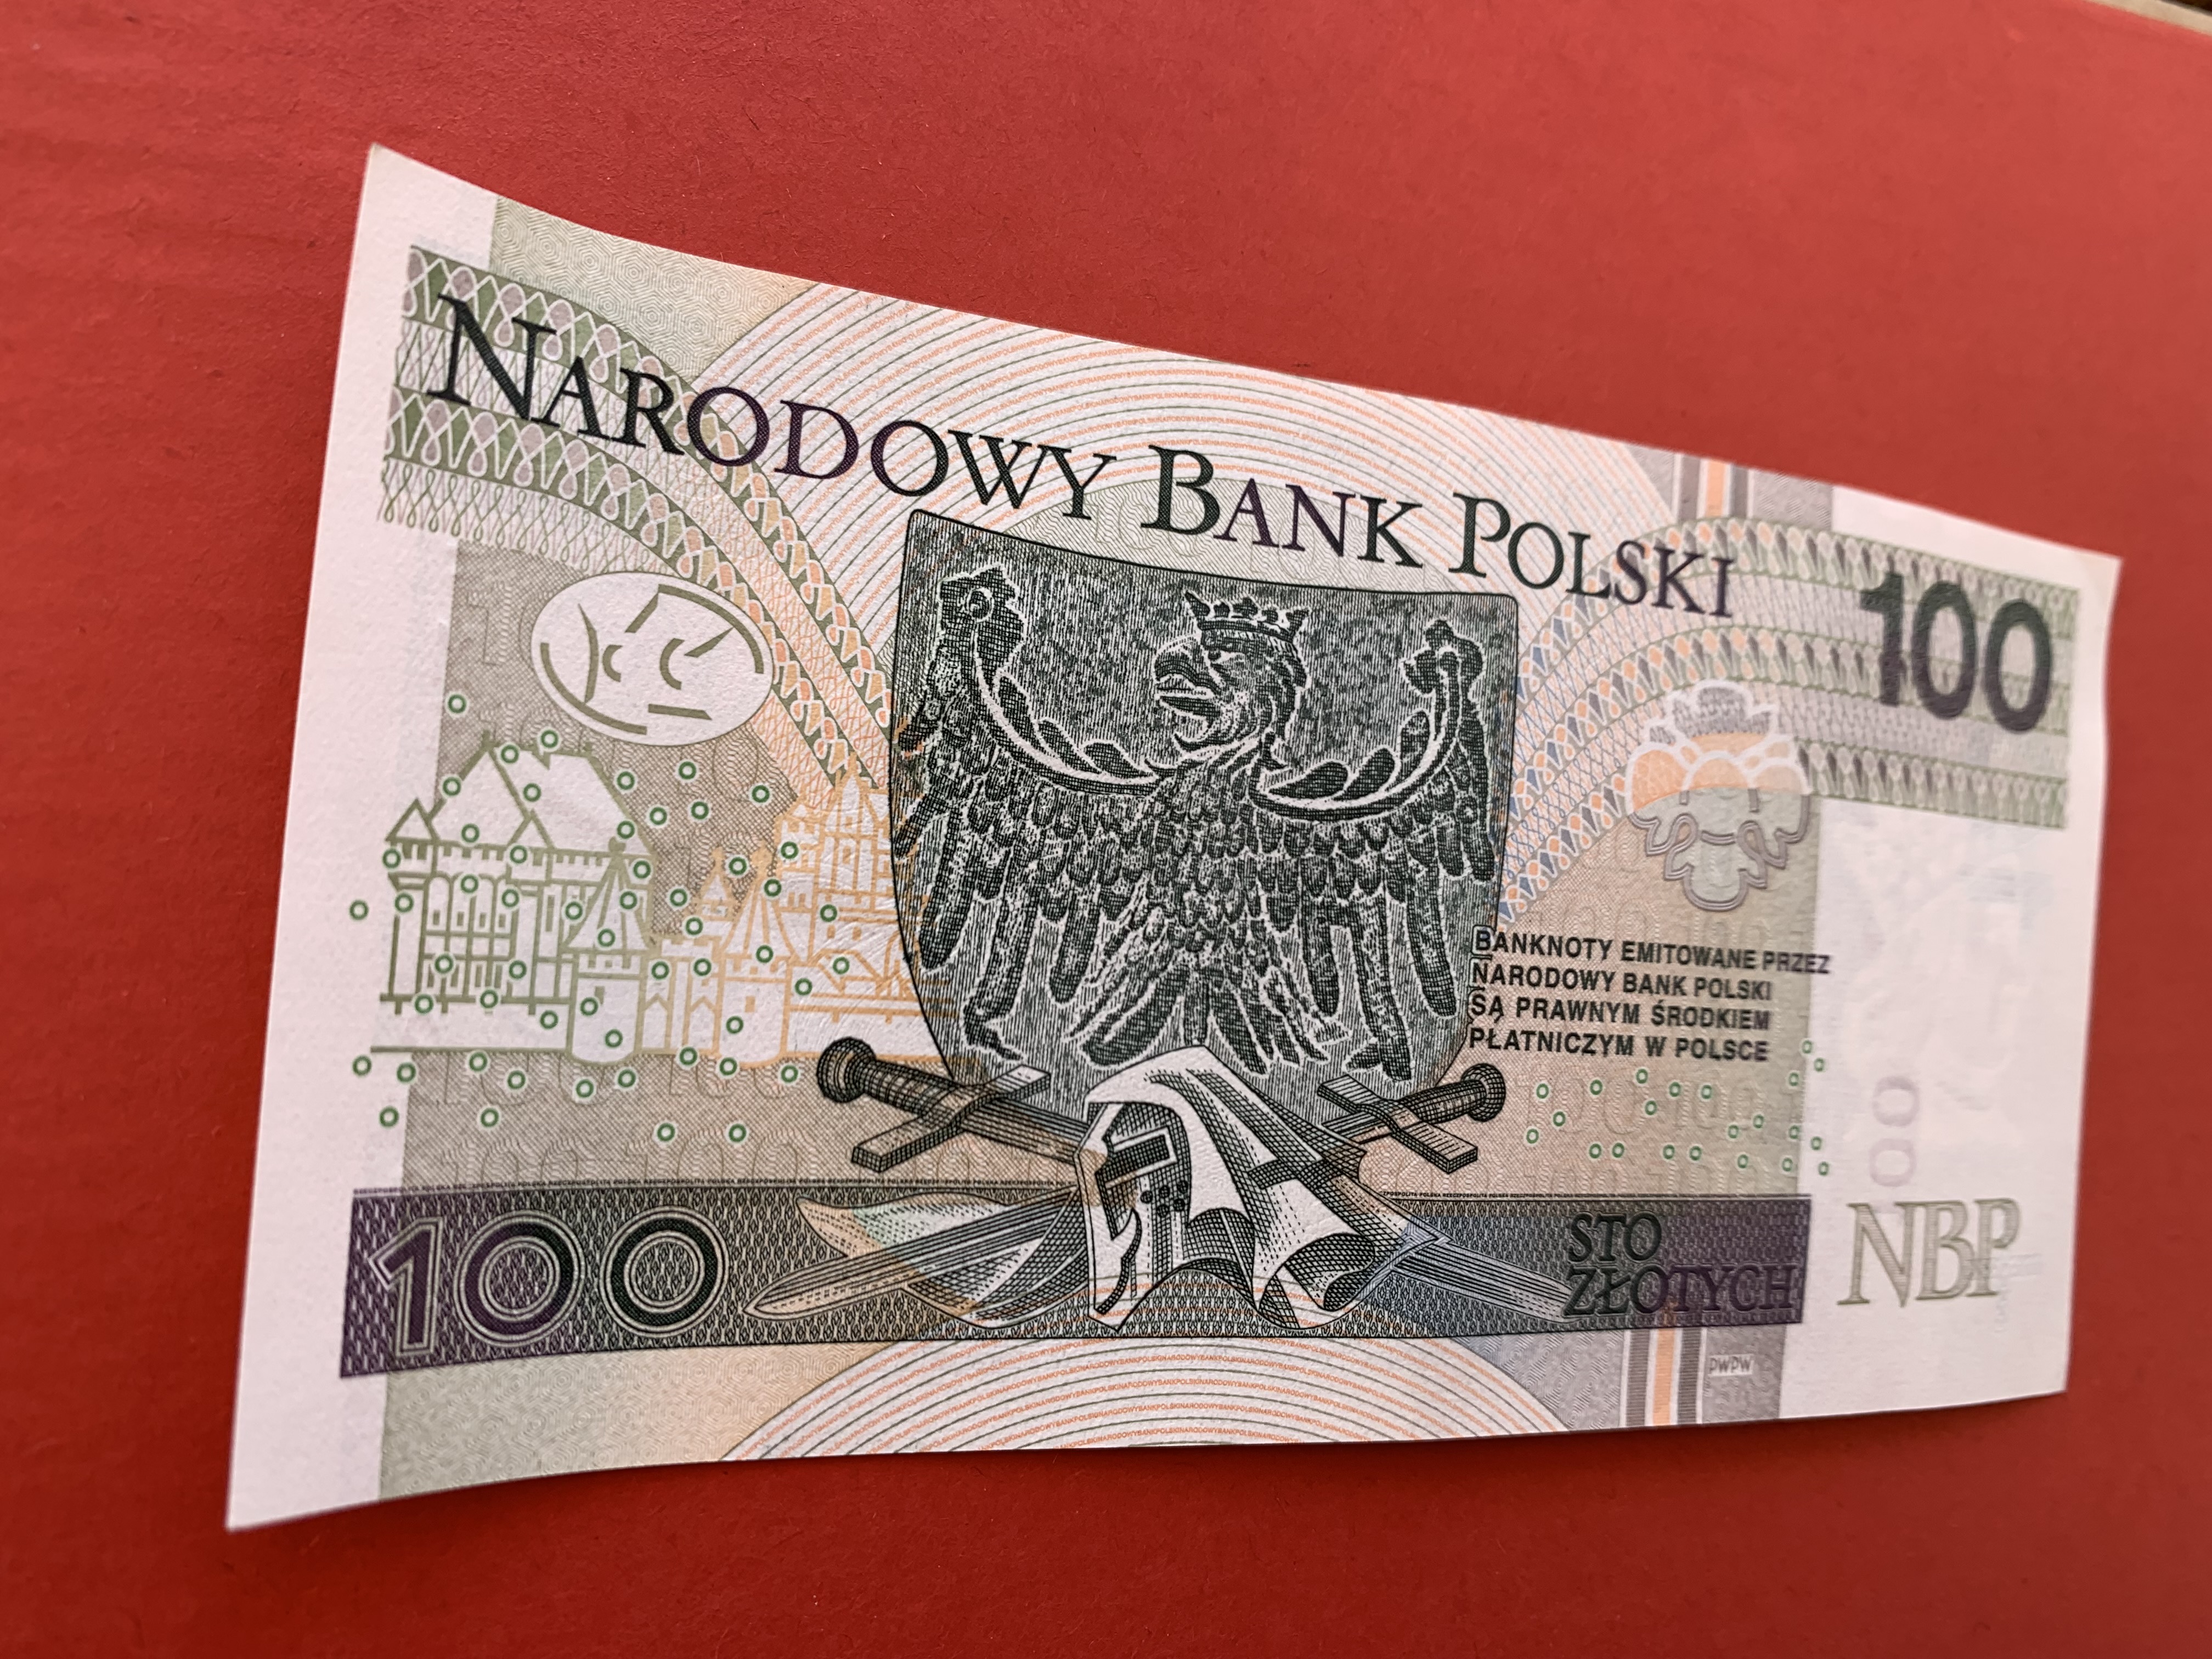 NARODOWY BANK POLSKI
100
BANKNOTY EMITOWANE PRZEZ
NARODOWY BANK POLSKI
SĄ PRAWNYM ŚRODKIEM
PŁATNICZYM W POLSCE
100
STO
ZŁOTYCH
NBP
PWPW